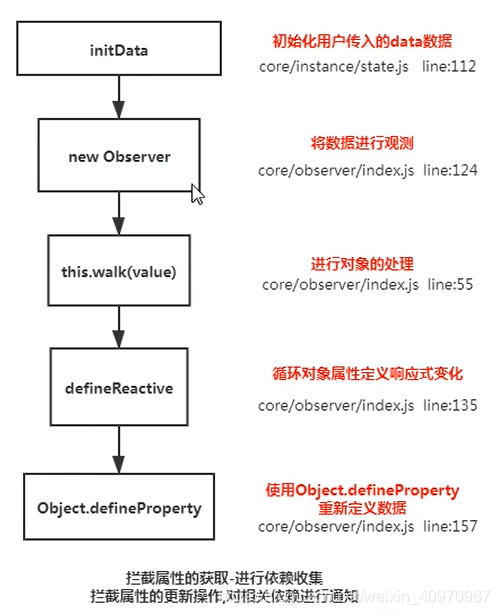 initData
初始化用户传入的data数据
core/instance/state.js line:112
new Observer
将数据进行观测
core/observer/index.js line:124
this.walk(value)
进行对象的处理
core/observer/index.js line:55
defineReactive
循环对象属性定义响应式变化
core/observer/index.js line:135
Object.defineProperty
使用Object.defineProperty
重新定义数据
core/observer/index.js line:157
拦截属性的获取-进行依赖收集
拦截属性的更新操作,对相关依赖进行通知
weixin_40970987